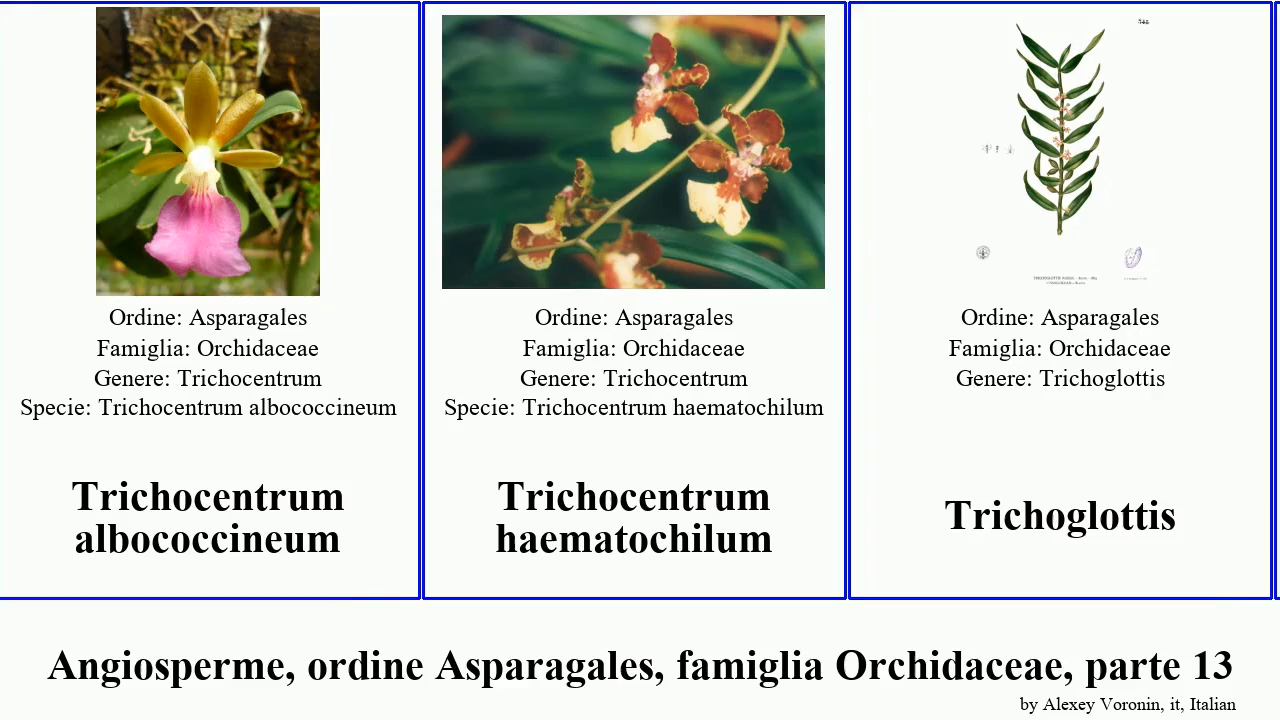 Ordine: Asparagales
Famiglia: Orchidaceae
Genere: Trichocentrum
Specie: Trichocentrum albococcineum
Trichocentrum
albococcineum
Ordine: Asparagales
Famiglia: Orchidaceae
Genere: Trichocentrum
Specie: Trichocentrum haematochilum
Trichocentrum
haematochilum
Ordine: Asparagales
Famiglia: Orchidaceae
Genere: Trichoglottis
Trichoglottis
Angiosperme, ordine Asparagales, famiglia Orchidaceae, parte 13
by Alexey Voronin, it, Italian